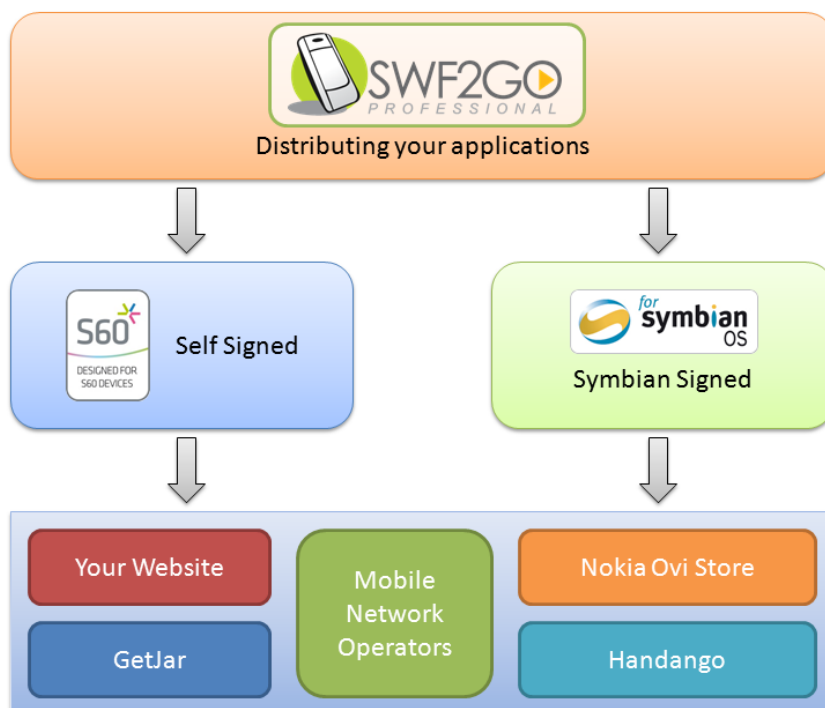 SWF2GO
PROFESSIONAL
Distributing your applications
S60
DESIGNED FOR
S60 DEVICES
Self Signed
for
symbian
OS
Symbian Signed
Your Website
GetJar
Mobile
Network
Operators
Nokia Ovi Store
Handango